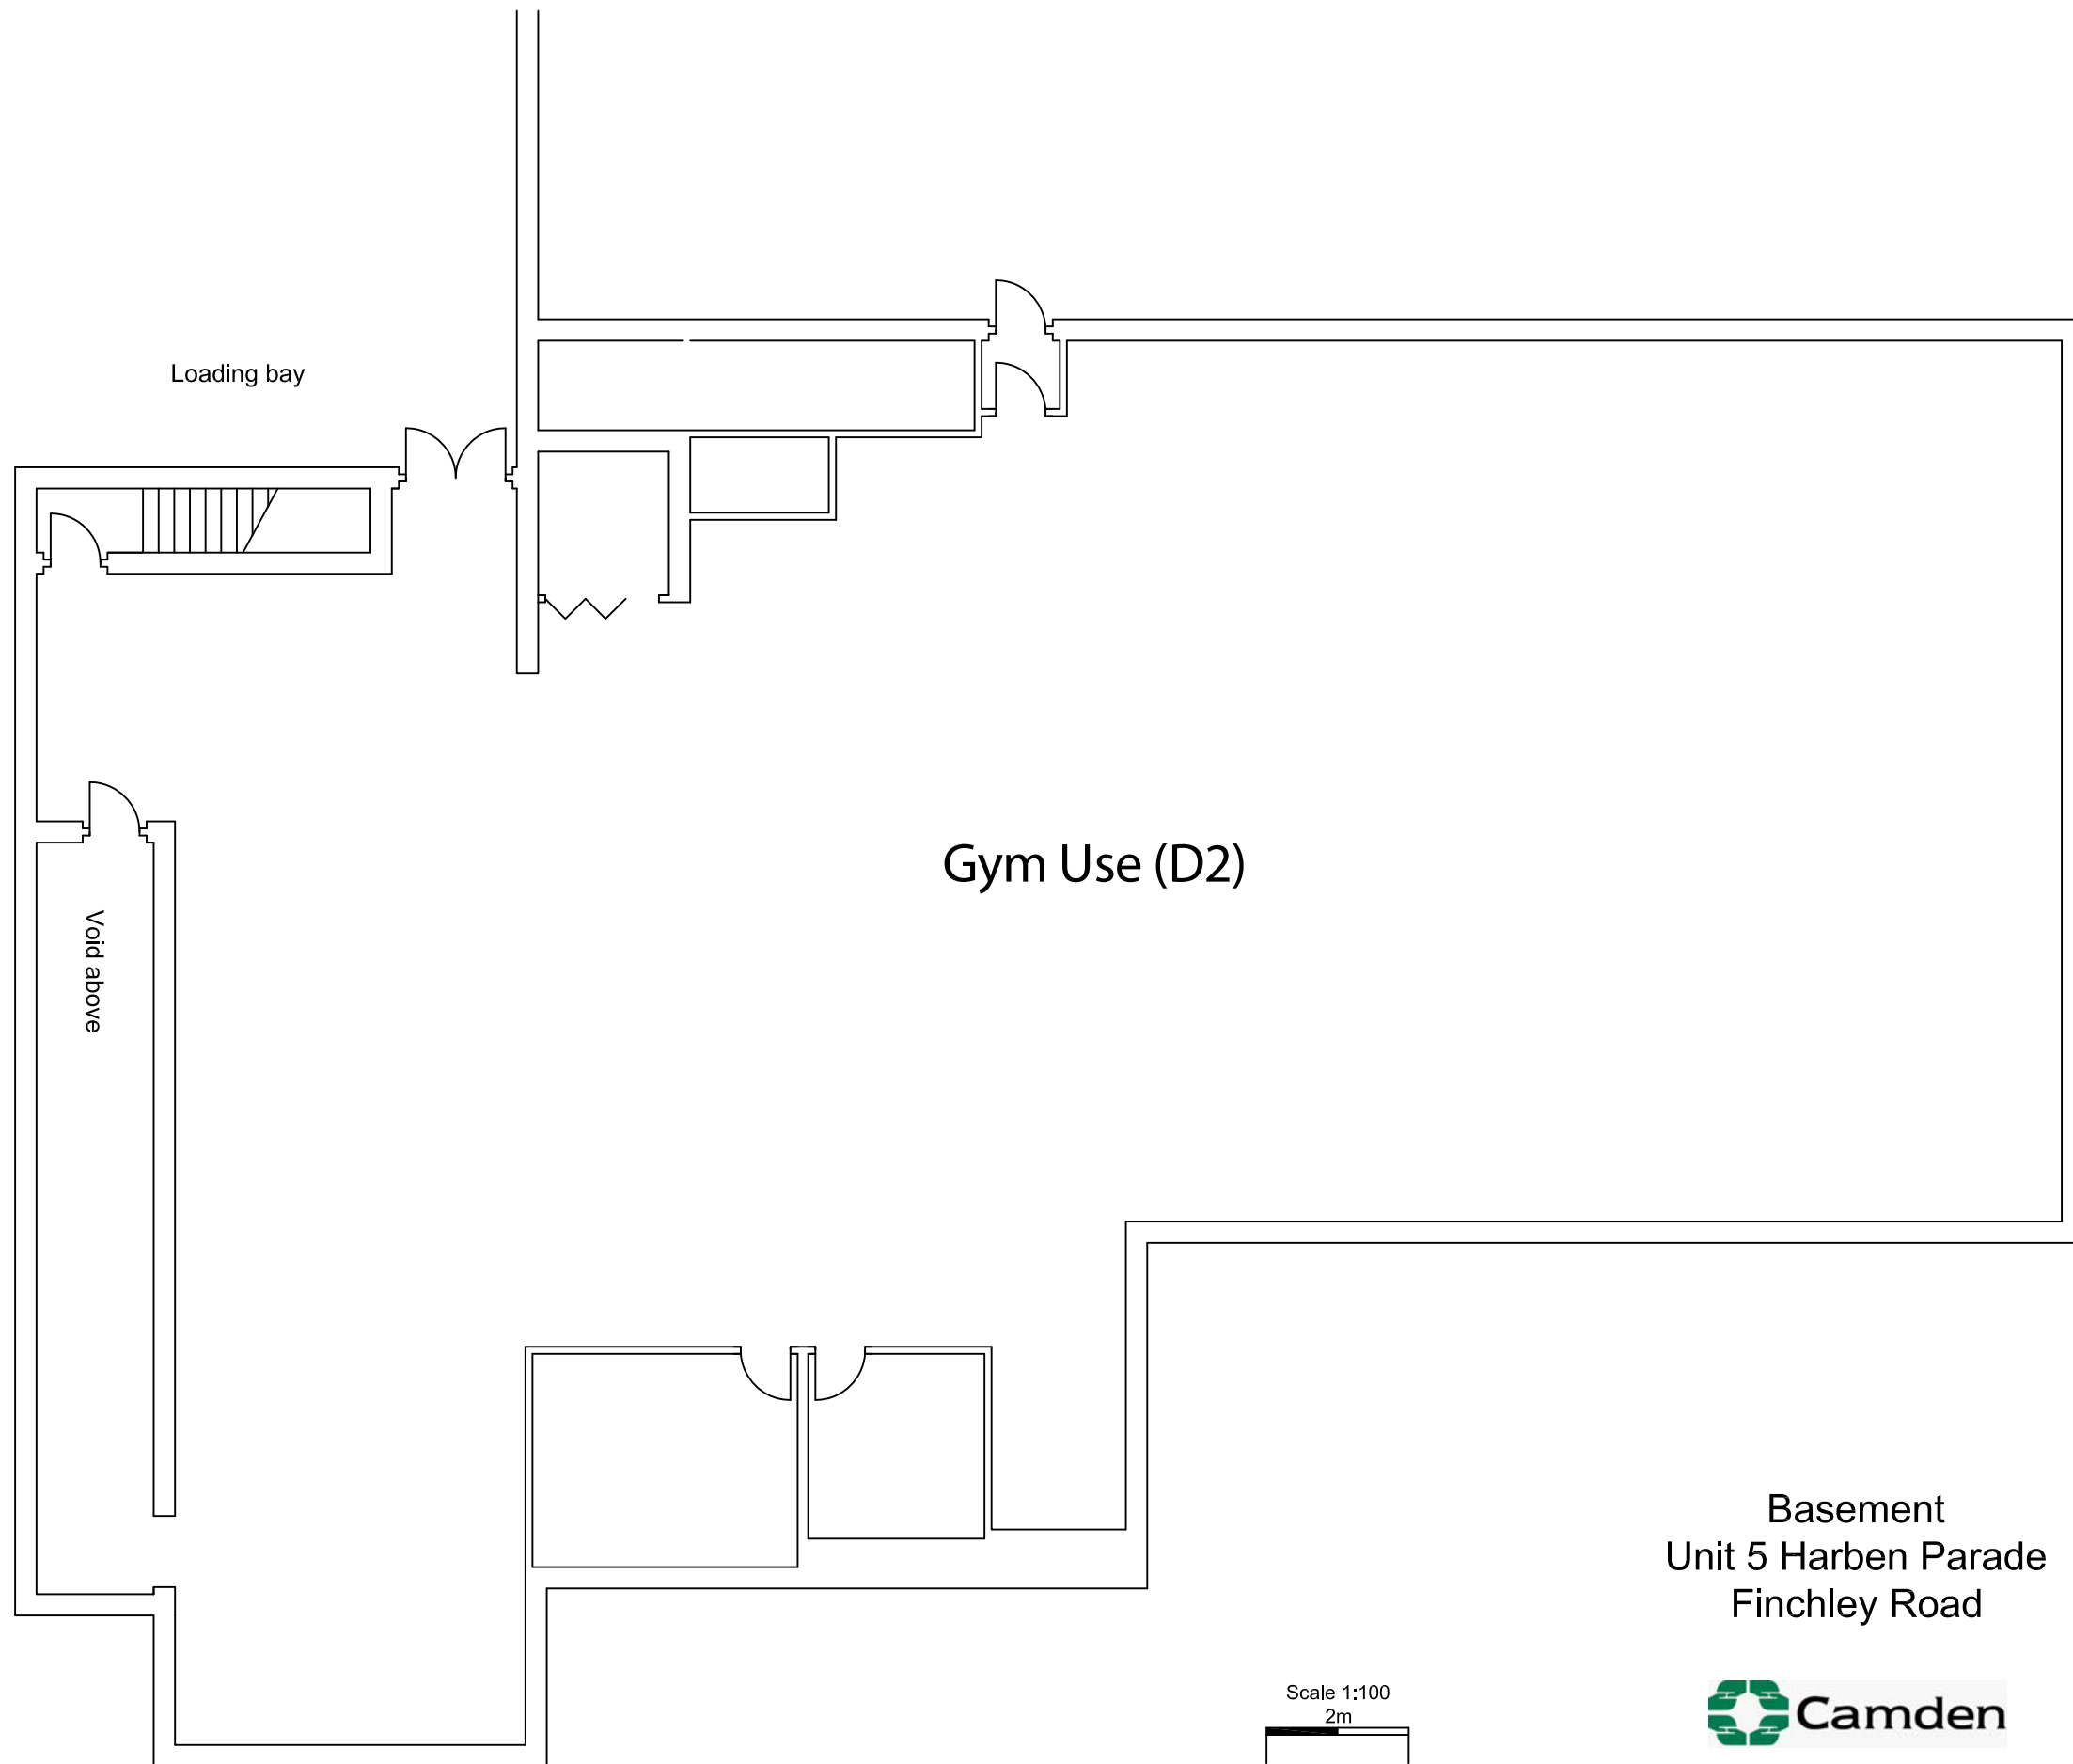 Loading bay
Gym Use (D2)
Void above
Basement
Unit 5 Harben Parade
Finchley Road
Scale 1:100
2m
Camden